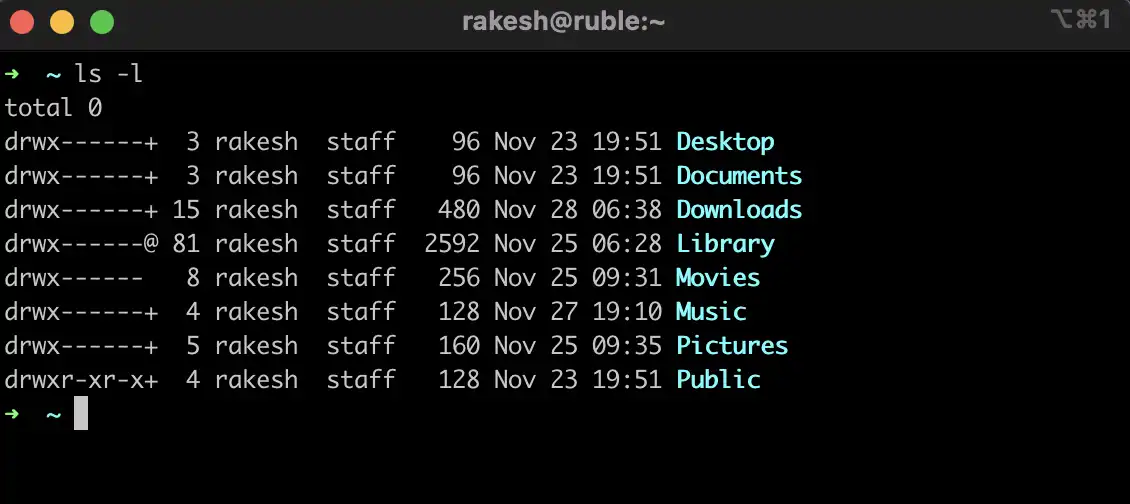 rakesh@ruble:~ ⌥⌘1
➜ ~ ls -l
total 0
drwx------+  3 rakesh  staff    96 Nov 23 19:51 Desktop
drwx------+  3 rakesh  staff    96 Nov 23 19:51 Documents
drwx------+ 15 rakesh  staff   480 Nov 28 06:38 Downloads
drwx------@ 81 rakesh  staff  2592 Nov 25 06:28 Library
drwx------   8 rakesh  staff   256 Nov 25 09:31 Movies
drwx------+  4 rakesh  staff   128 Nov 27 19:10 Music
drwx------+  5 rakesh  staff   160 Nov 25 09:35 Pictures
drwxr-xr-x+  4 rakesh  staff   128 Nov 23 19:51 Public
➜ ~